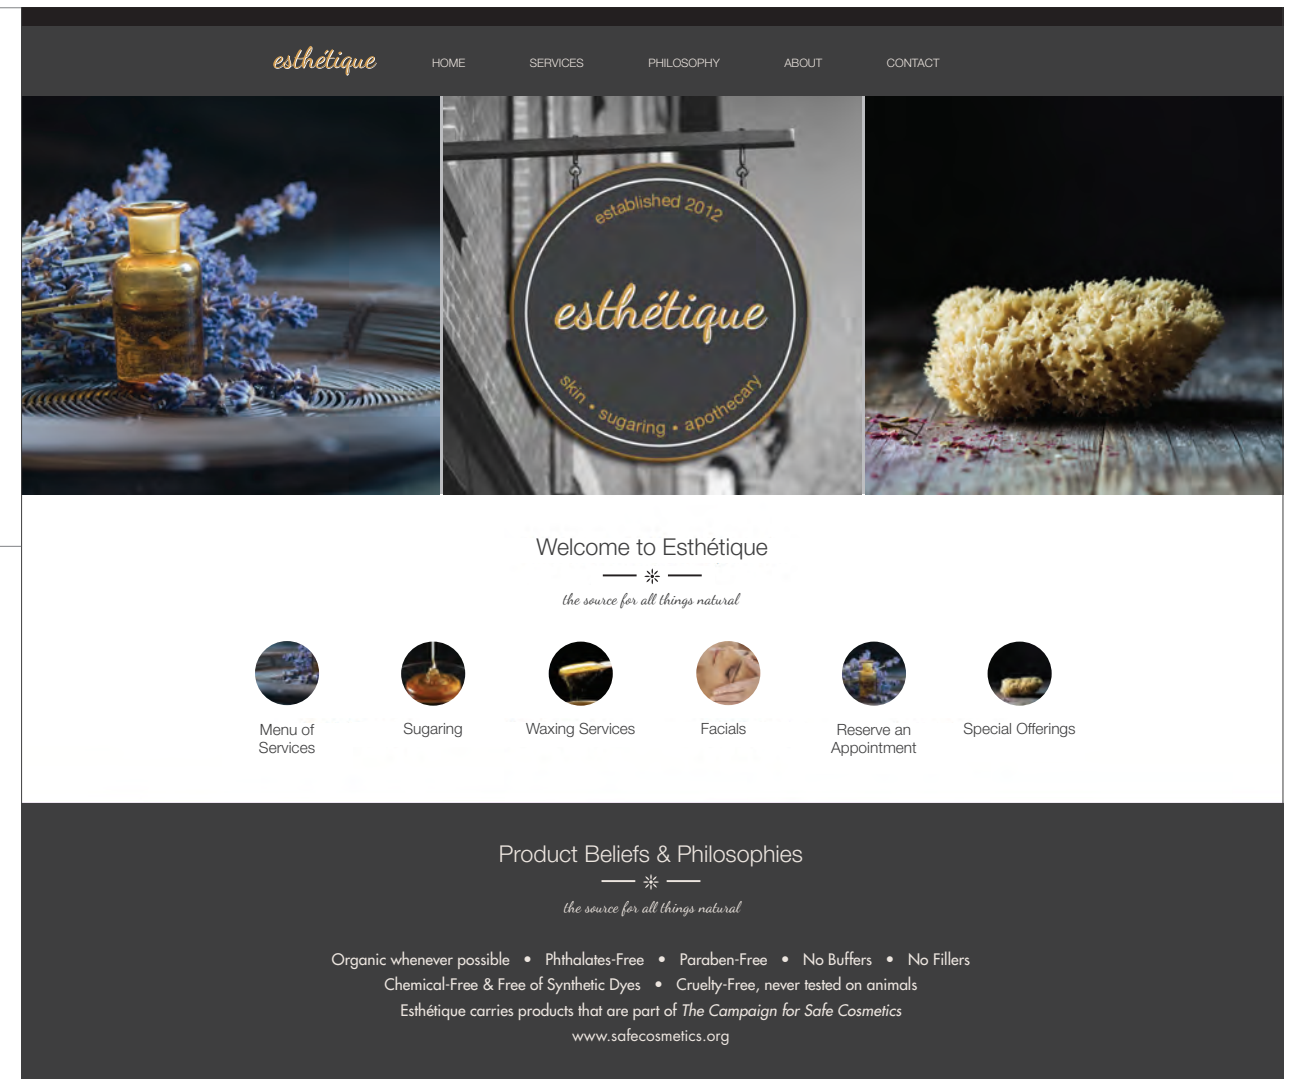 esthétique HOME SERVICES PHILOSOPHY ABOUT CONTACT
established 2012
esthétique
skin • sugaring • apothecary
Welcome to Esthétique
the source for all things natural
Menu of
Services
Sugaring
Waxing Services
Facials
Reserve an
Appointment
Special Offerings
Product Beliefs & Philosophies
the source for all things natural
Organic whenever possible • Phthalates-Free • Paraben-Free • No Buffers • No Fillers
Chemical-Free & Free of Synthetic Dyes • Cruelty-Free, never tested on animals
Esthétique carries products that are part of The Campaign for Safe Cosmetics
www.safecosmetics.org